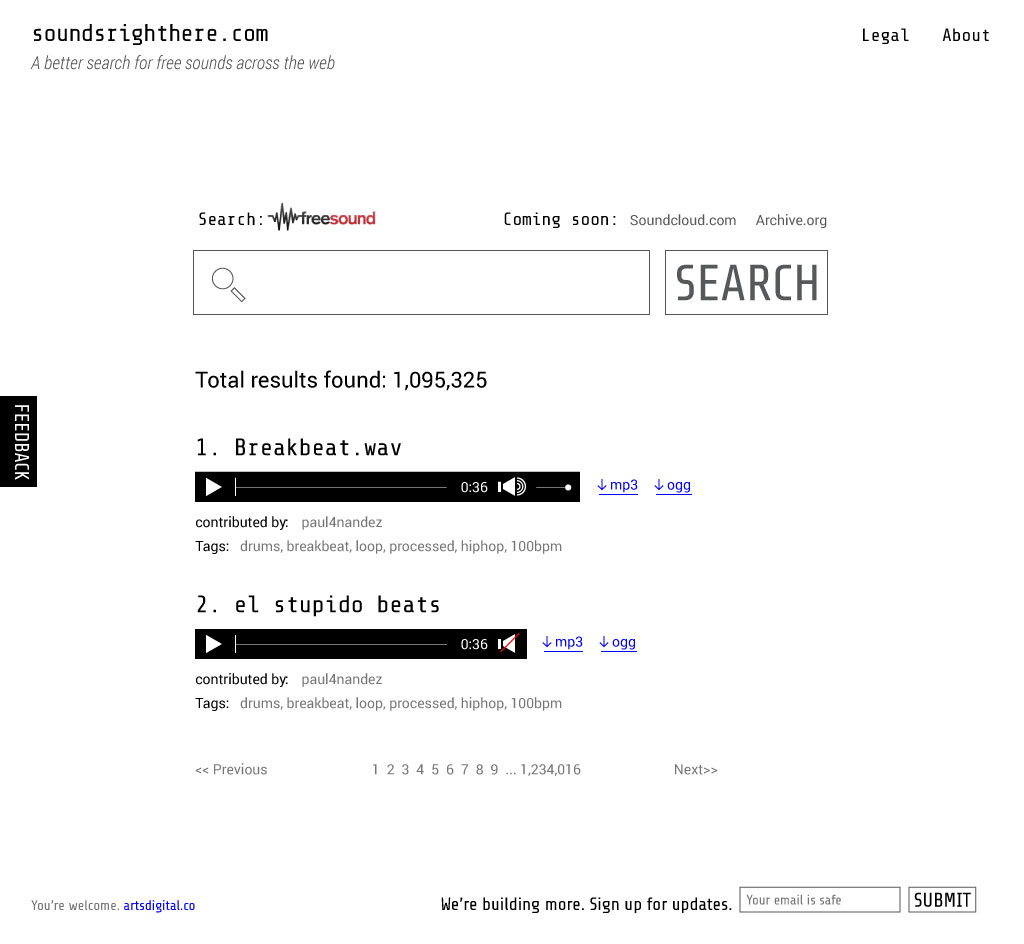 soundsrighthere.com
Legal About
A better search for free sounds across the web
Search: freesound Coming soon: Soundcloud.com Archive.org
SEARCH
Total results found: 1,095,325
FEEDBACK
1. Breakbeat.wav
0:36 ↓mp3 ↓ogg
contributed by: paul4nandez
Tags: drums, breakbeat, loop, processed, hiphop, 100bpm
2. el stupido beats
0:36 ↓mp3 ↓ogg
contributed by: paul4nandez
Tags: drums, breakbeat, loop, processed, hiphop, 100bpm
<< Previous 1 2 3 4 5 6 7 8 9 ... 1,234,016 Next>>
You're welcome. artsdigital.co We're building more. Sign up for updates. Your email is safe SUBMIT